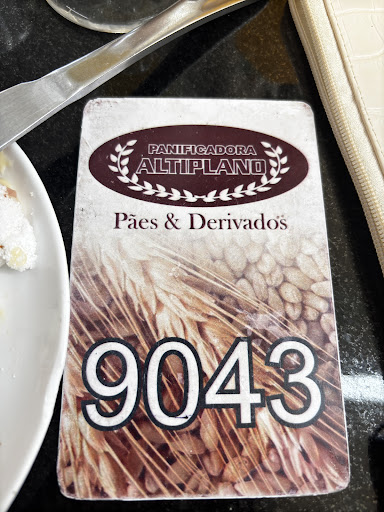 PANIFICADORA
ALTIPLANO
Pães & Derivados
9043